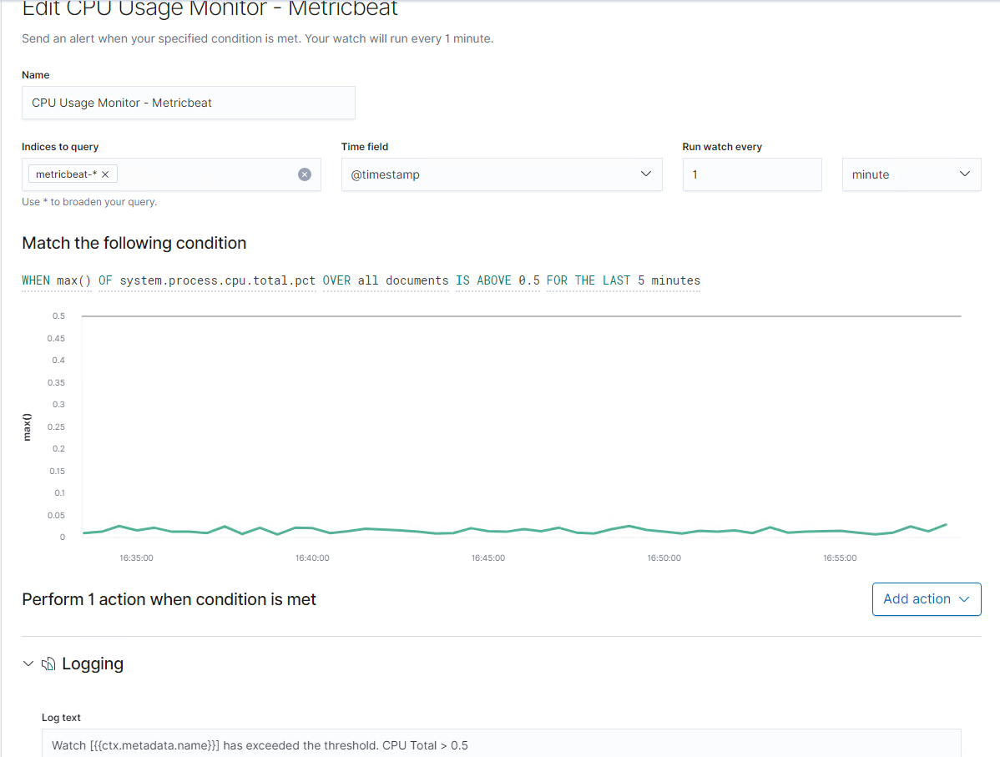 Edit CPU Usage Monitor - Metricbeat
Send an alert when your specified condition is met. Your watch will run every 1 minute.
Name
CPU Usage Monitor - Metricbeat
Indices to query
Time field
Run watch every
metricbeat-*
@timestamp
1
minute
Use * to broaden your query.
Match the following condition
WHEN max() OF system.process.cpu.total.pct OVER all documents IS ABOVE 0.5 FOR THE LAST 5 minutes
0.5
0.45
0.4
0.35
0.3
0.25
0.2
0.15
0.1
0.05
0
max()
16:35:00 16:40:00 16:45:00 16:50:00 16:55:00
Perform 1 action when condition is met
Add action
Logging
Log text
Watch [{{ctx.metadata.name}}] has exceeded the threshold. CPU Total > 0.5